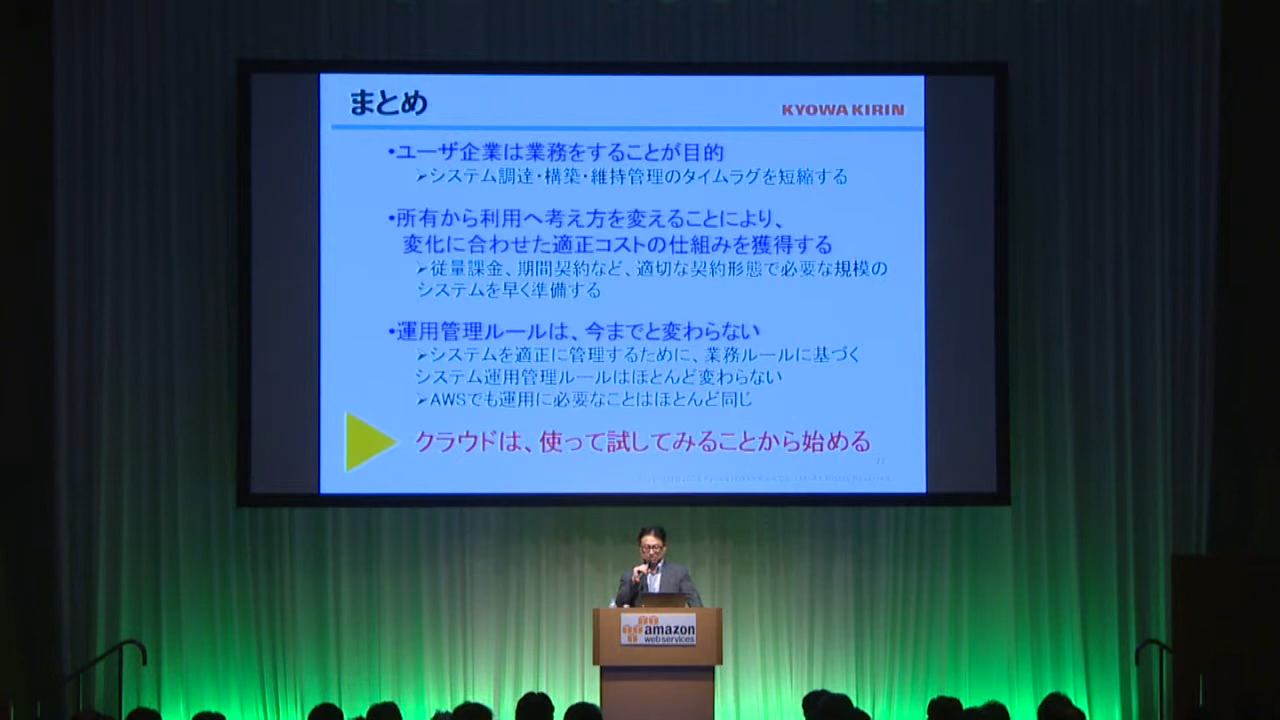 まとめ
KYOWA KIRIN
•ユーザ企業は業務をすることが目的
➢システム調達・構築・維持管理のタイムラグを短縮する
•所有から利用へ考え方を変えることにより、
変化に合わせた適正コストの仕組みを獲得する
➢従量課金、期間契約など、適切な契約形態で必要な規模の
システムを早く準備する
•運用管理ルールは、今までと変わらない
➢システムを適正に管理するために、業務ルールに基づく
システム運用管理ルールはほとんど変わらない
➢AWSでも運用に必要なことはほとんど同じ
クラウドは、使って試してみることから始める
amazon
webservices